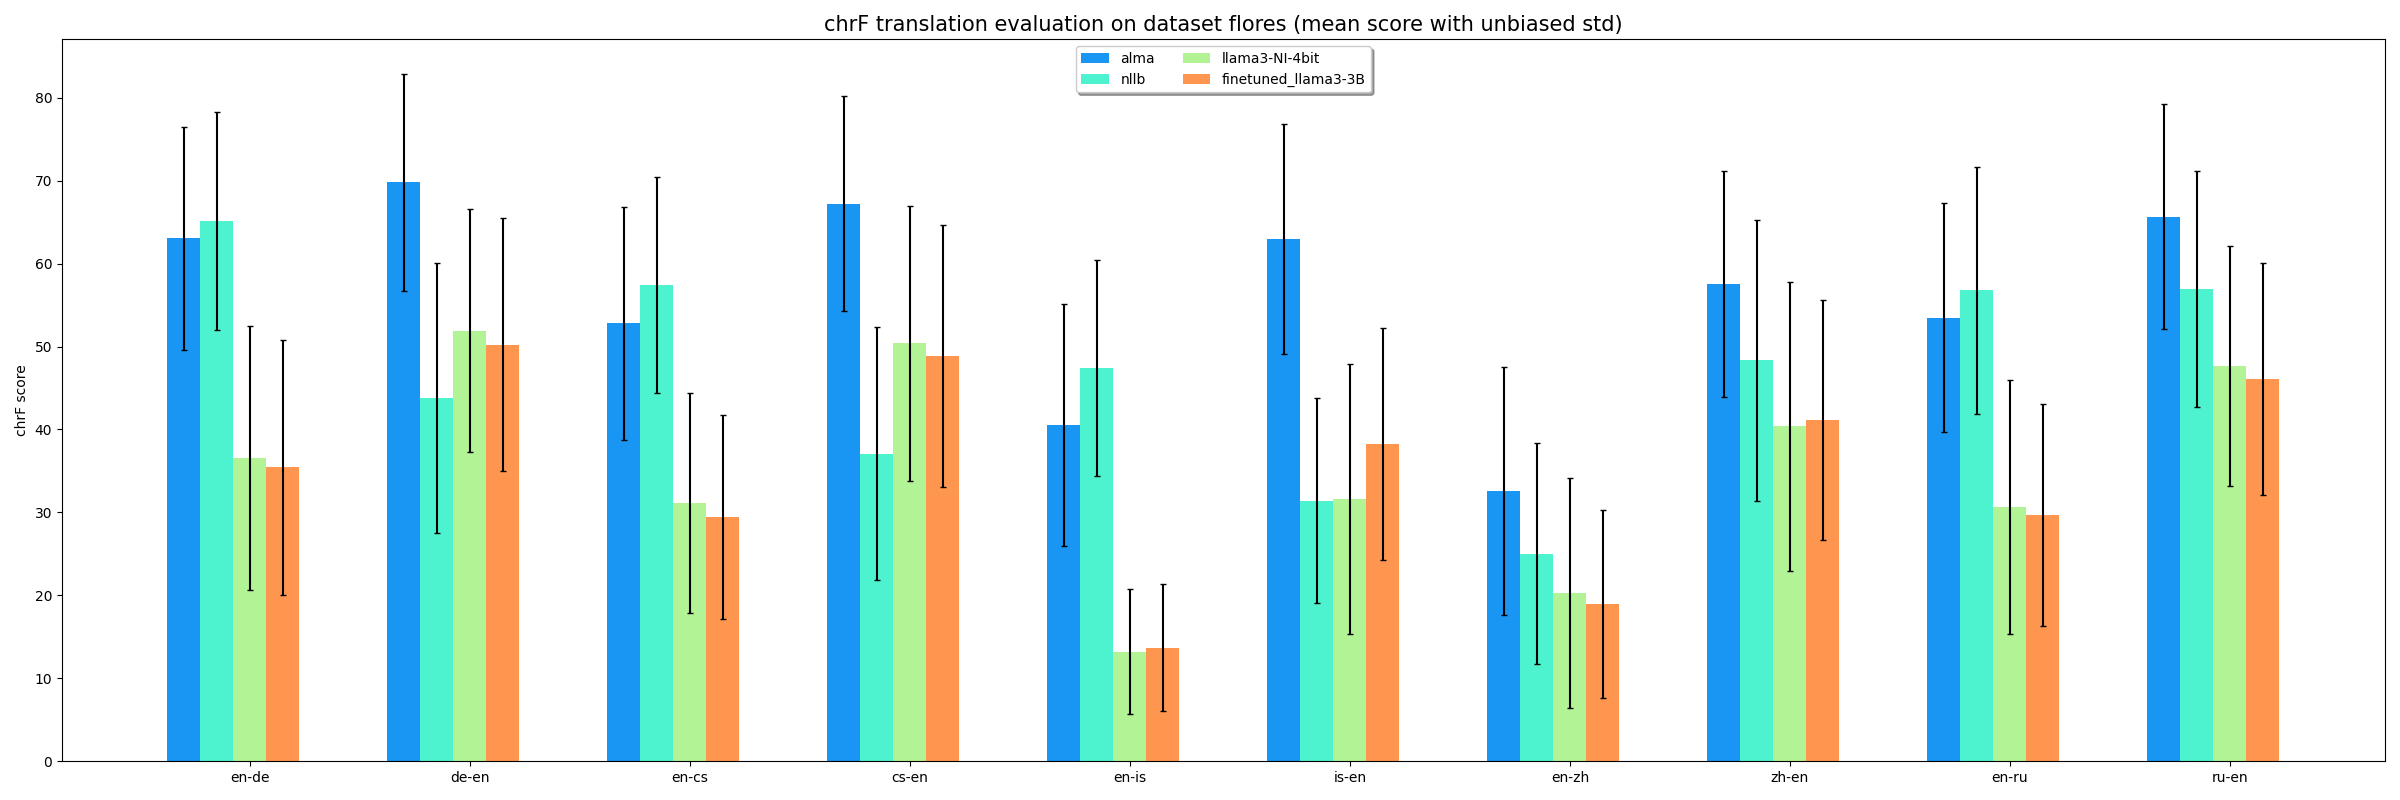 chrF translation evaluation on dataset flores (mean score with unbiased std)
alma
nllb
llama3-NI-4bit
finetuned_llama3-3B
chrF score
80
70
60
50
40
30
20
10
0
en-de de-en en-cs cs-en en-is is-en en-zh zh-en en-ru ru-en